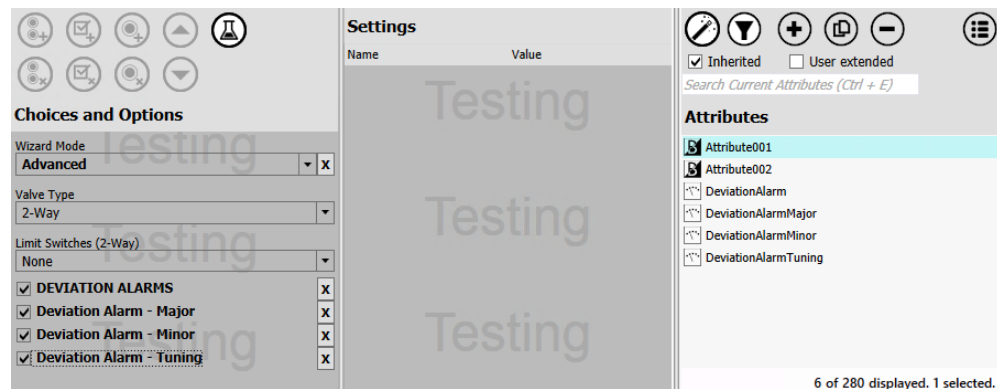 Choices and Options
Wizard Mode
Advanced
x
Valve Type
2-Way
Limit Switches (2-Way)
None
DEVIATION ALARMS
x
Deviation Alarm - Major
x
Deviation Alarm - Minor
x
Deviation Alarm - Tuning
x
Testing
Testing
Testing
Settings
Name Value
Testing
Testing
Testing
Inherited User extended
Search Current Attributes (Ctrl + E)
Attributes
Attribute001
Attribute002
DeviationAlarm
DeviationAlarmMajor
DeviationAlarmMinor
DeviationAlarmTuning
6 of 280 displayed. 1 selected.